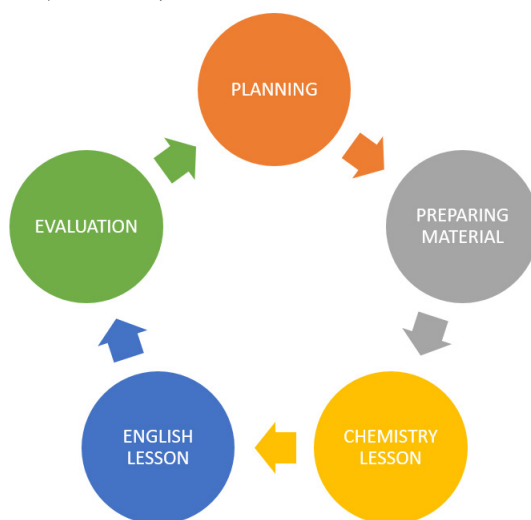 PLANNING
PREPARING
MATERIAL
CHEMISTRY
LESSON
ENGLISH
LESSON
EVALUATION